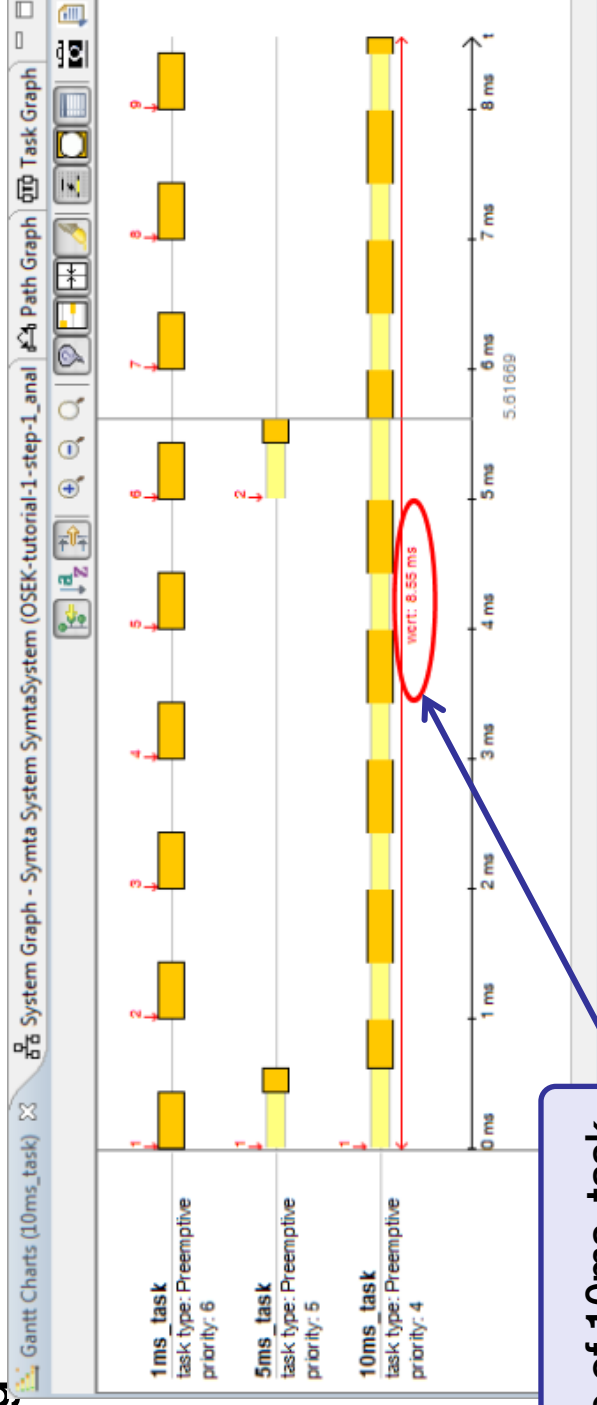 Gantt Charts (10ms_task)
System Graph - Symta System SymtaSystem (OSEK-tutorial-1-step-1_anal
Path Graph
Task Graph
a
z
1ms_task
task type: Preemptive
priority: 6
1 2 3 4 5 6 7 8 9
5ms_task
task type: Preemptive
priority: 5
1 2
10ms_task
task type: Preemptive
priority: 4
1
wcrt: 8.55 ms
0 ms 1 ms 2 ms 3 ms 4 ms 5 ms 6 ms 7 ms 8 ms t
5.61669
of 10ms_task